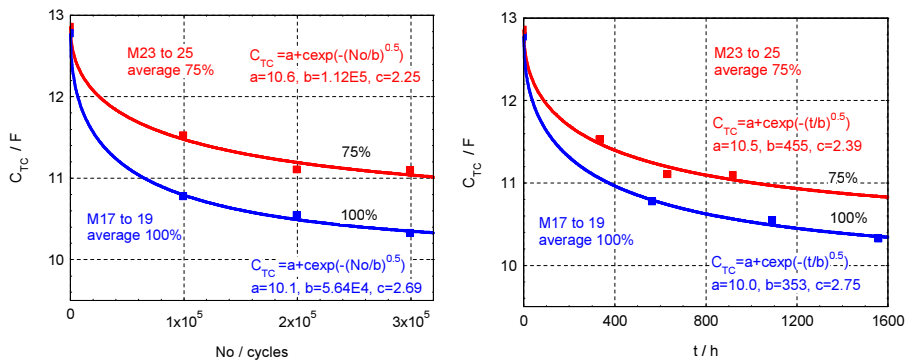 13
12
11
10
C_TC / F
M23 to 25
average 75%
C_TC =a+cexp(-(No/b)^0.5)
a=10.6, b=1.12E5, c=2.25
75%
100%
M17 to 19
average 100%
C_TC=a+cexp(-(No/b)^0.5)
a=10.1, b=5.64E4, c=2.69
0
1x10^5
2x10^5
3x10^5
No / cycles
13
12
11
10
C_TC / F
M23 to 25
average 75%
C_TC=a+cexp(-(t/b)^0.5)
a=10.5, b=455, c=2.39
75%
100%
M17 to 19
average 100%
C_TC=a+cexp(-(t/b)^0.5)
a=10.0, b=353, c=2.75
0
400
800
1200
1600
t / h